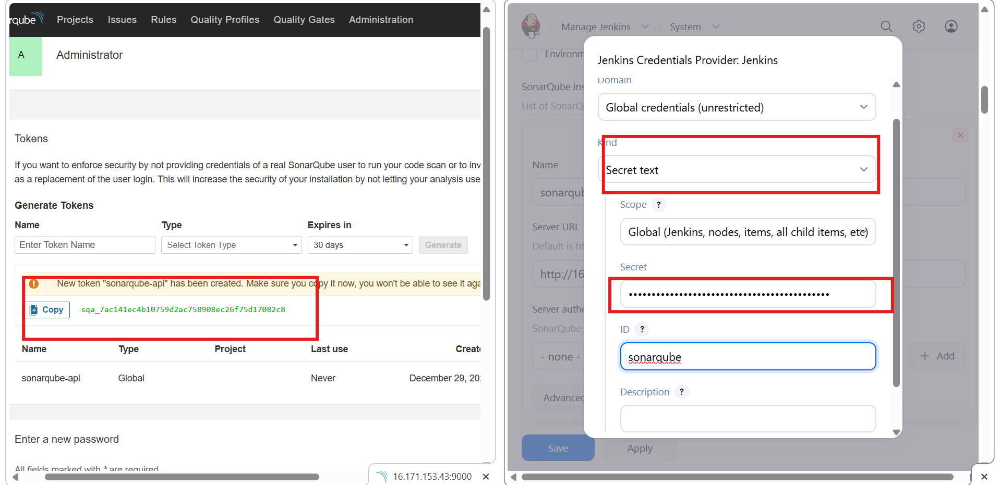 rqube Projects Issues Rules Quality Profiles Quality Gates Administration
A Administrator
Tokens
If you want to enforce security by not providing credentials of a real SonarQube user to run your code scan or to inv
as a replacement of the user login. This will increase the security of your installation by not letting your analysis use
Generate Tokens
Name Type Expires in
Enter Token Name Select Token Type 30 days Generate
New token "sonarqube-api" has been created. Make sure you copy it now, you won't be able to see it aga
Copy sqa_7ac141ec4b10759d2ac758908ec26f75d17082c8
Name Type Project Last use Create
sonarqube-api Global Never December 29, 20
Enter a new password
All fields marked with * are required
16.171.153.43:9000
/ Manage Jenkins / System
Environm
SonarQube ins
List of SonarQ
Name
sonarqub
Server URL
Default is ht
http://16
Server authe
SonarQube
- none -
+ Add
Advanced
Save Apply
Jenkins Credentials Provider: Jenkins
Domain
Global credentials (unrestricted)
Kind
Secret text
Scope ?
Global (Jenkins, nodes, items, all child items, etc)
Secret
••••••••••••••••••••••••••••••••••••••••••••
ID ?
sonarqube
Description ?